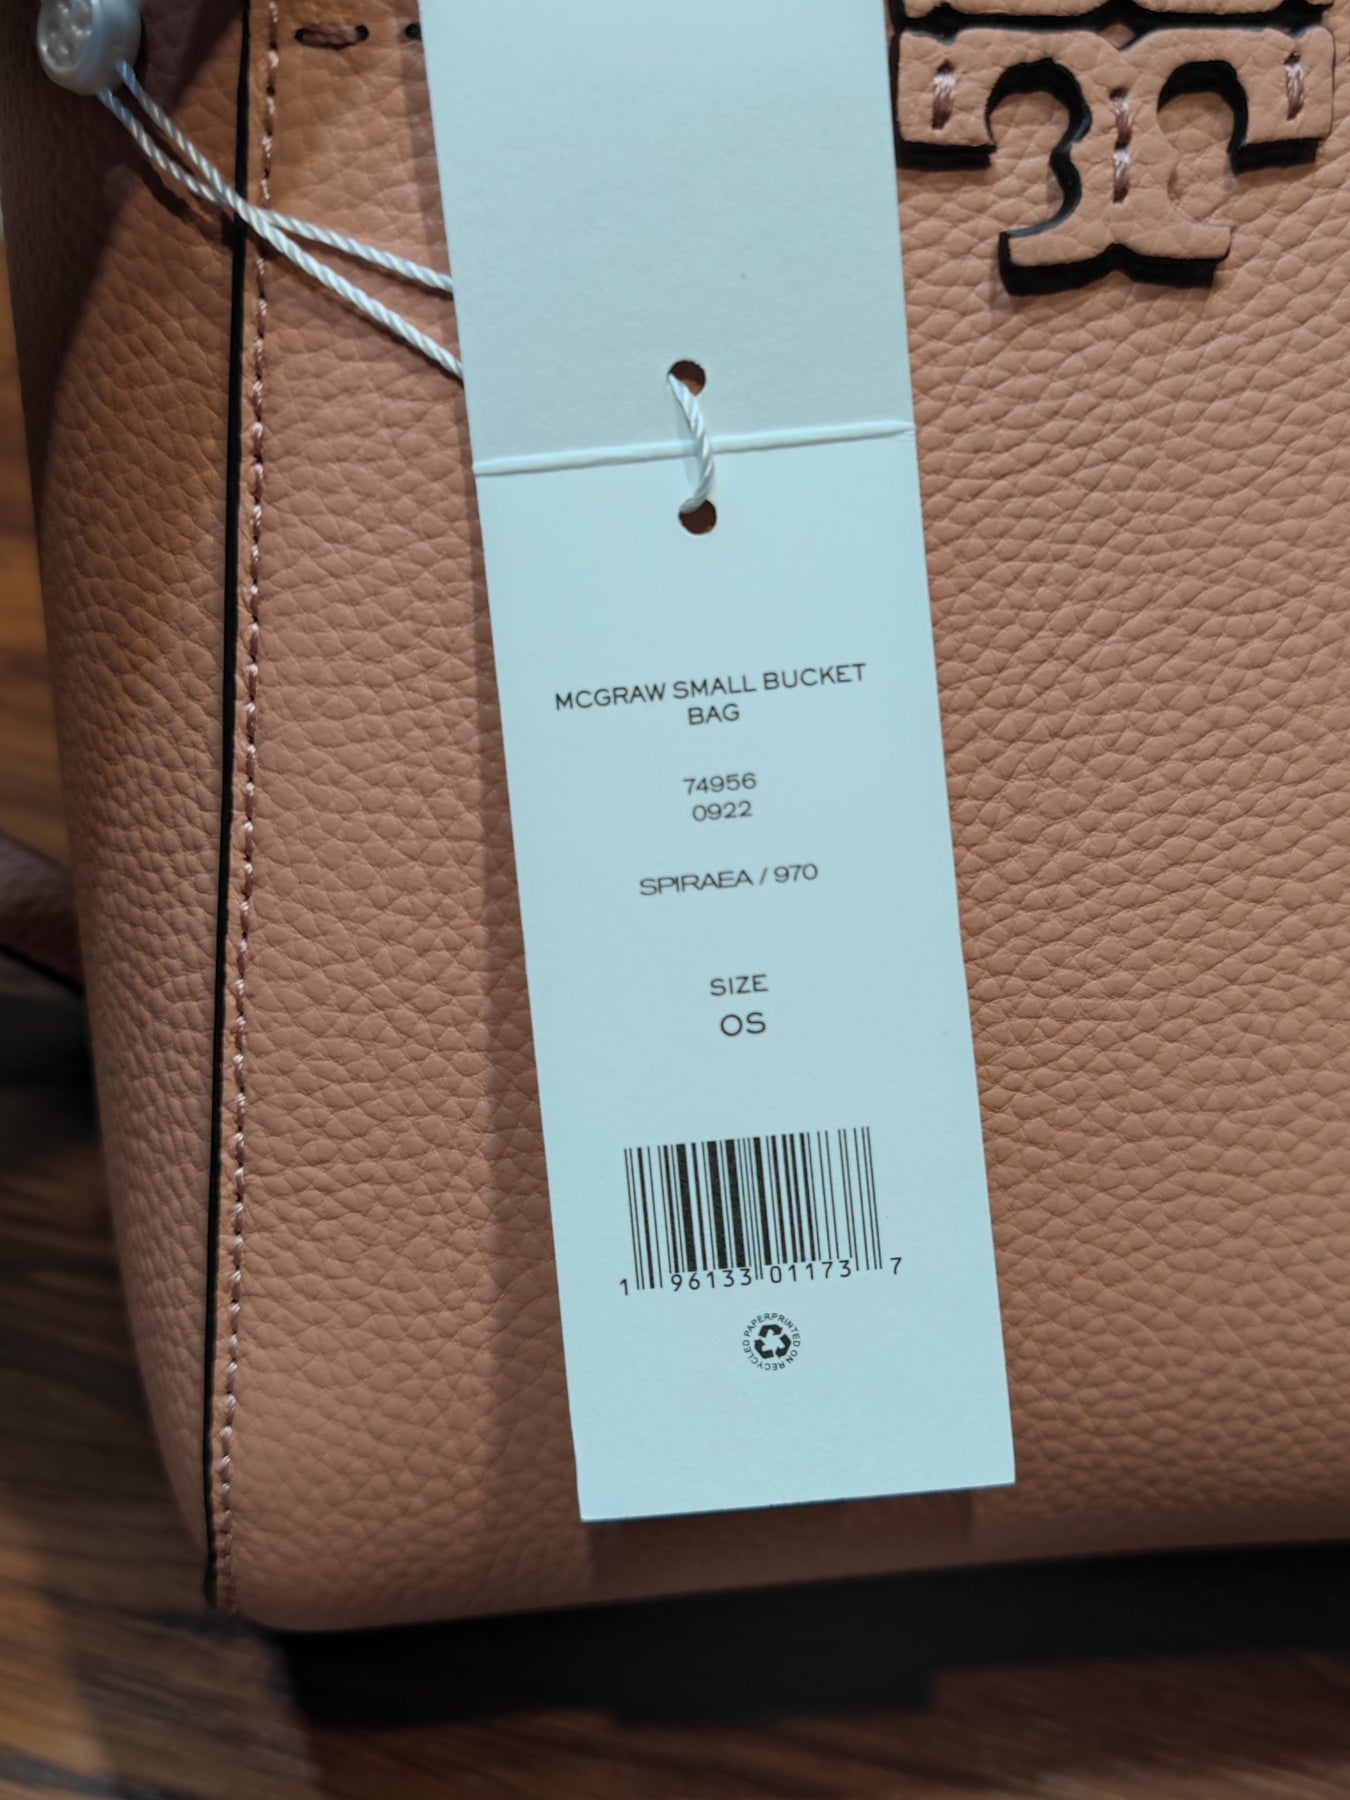 MCGRAW SMALL BUCKET
BAG
74956
0922
SPIRAEA / 970
SIZE
OS
1 96133 01173 7
PRINTED ON RECYCLED PAPER